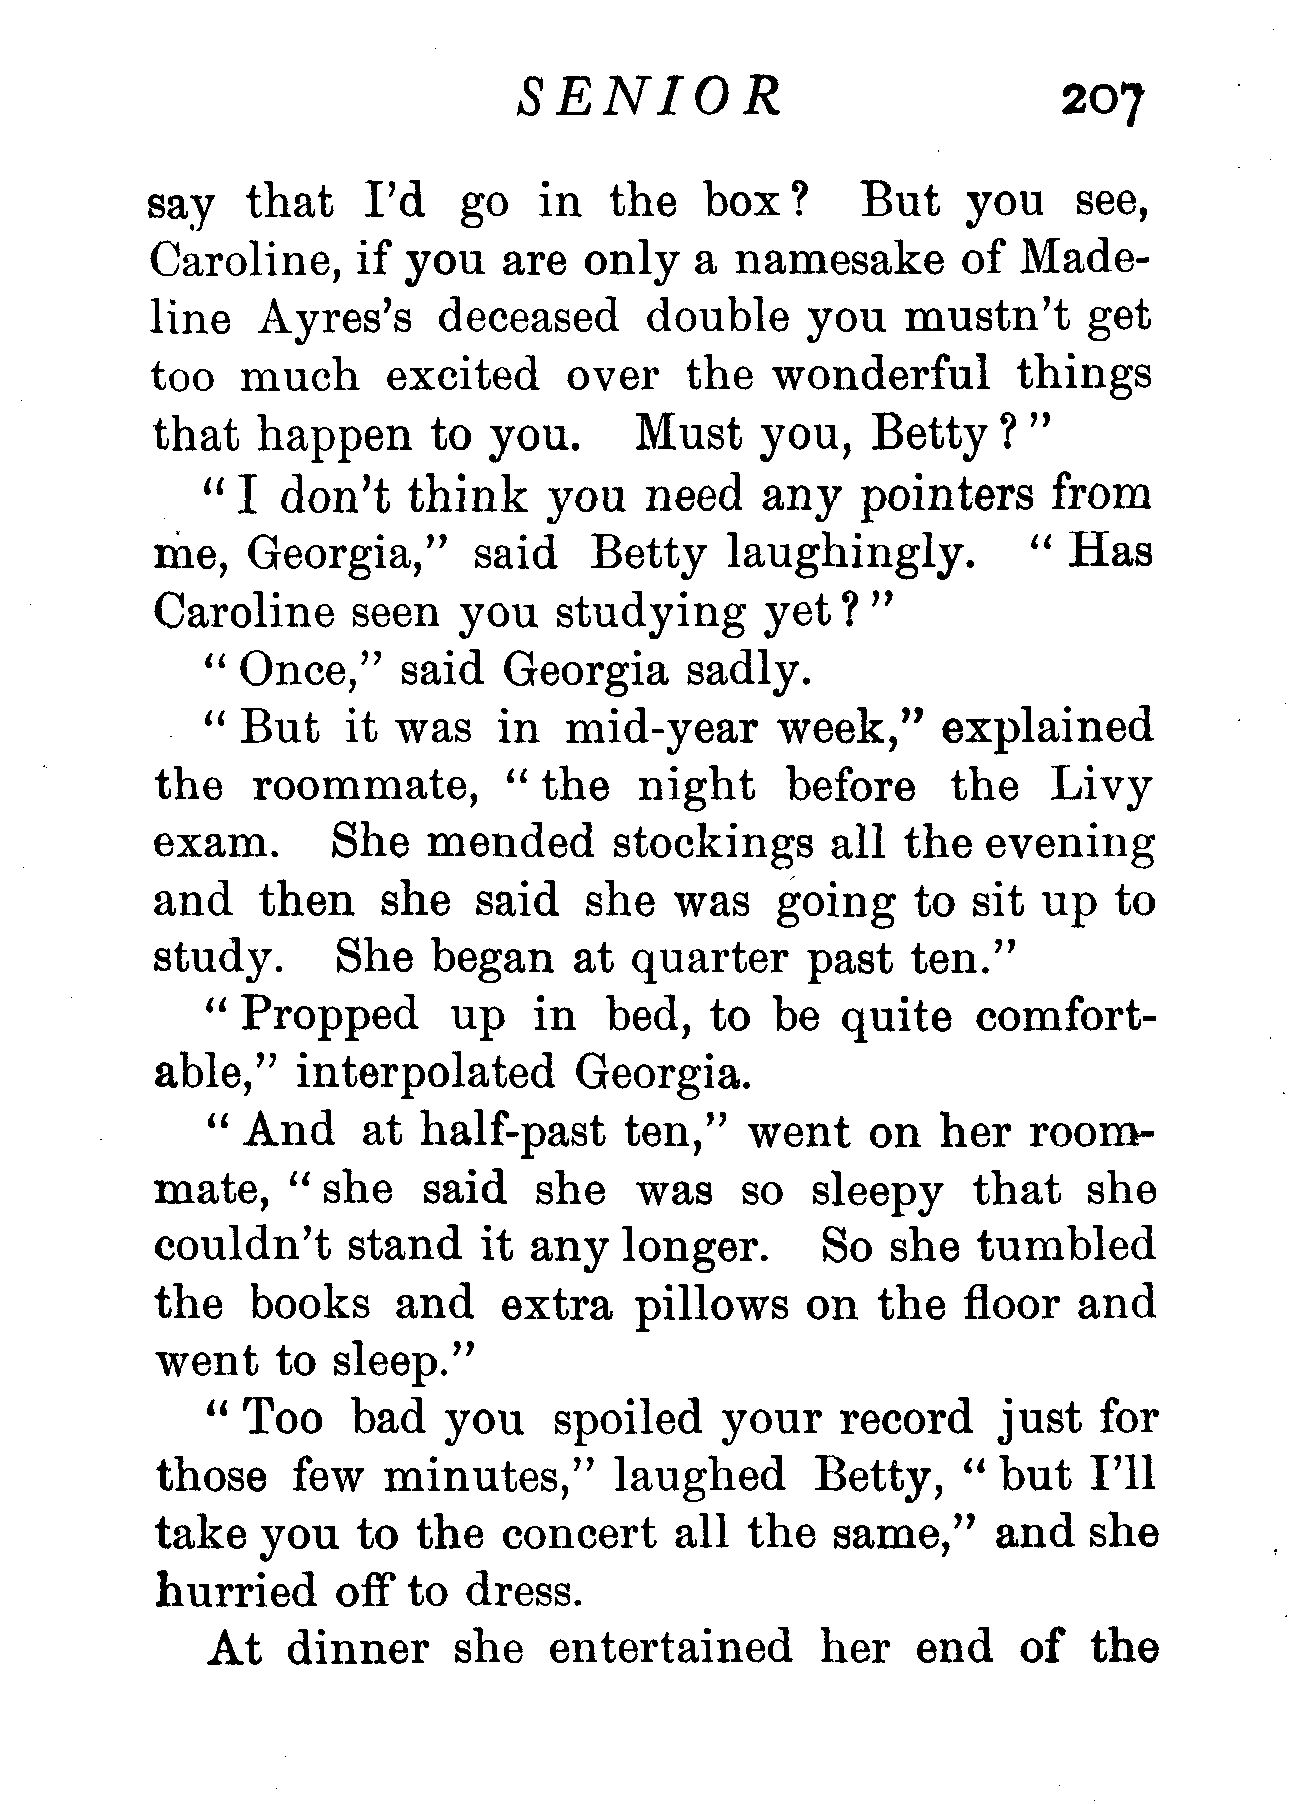 SENIOR 207
say that I'd go in the box? But you see,
Caroline, if you are only a namesake of Made-
line Ayres's deceased double you mustn't get
too much excited over the wonderful things
that happen to you. Must you, Betty?"
"I don't think you need any pointers from
me, Georgia," said Betty laughingly. "Has
Caroline seen you studying yet?"
"Once," said Georgia sadly.
"But it was in mid-year week," explained
the roommate, "the night before the Livy
exam. She mended stockings all the evening
and then she said she was going to sit up to
study. She began at quarter past ten."
"Propped up in bed, to be quite comfort-
able," interpolated Georgia.
"And at half-past ten," went on her room-
mate, "she said she was so sleepy that she
couldn't stand it any longer. So she tumbled
the books and extra pillows on the floor and
went to sleep."
"Too bad you spoiled your record just for
those few minutes," laughed Betty, "but I'll
take you to the concert all the same," and she
hurried off to dress.
At dinner she entertained her end of the